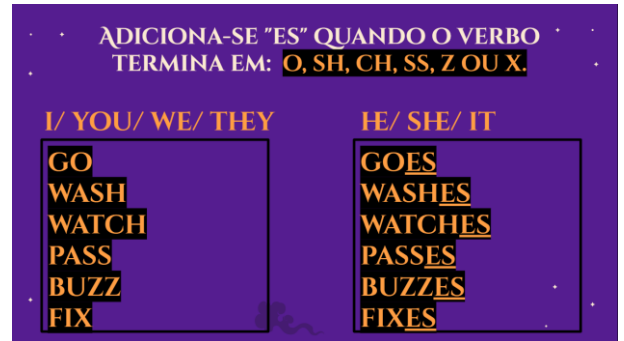 ADICIONA-SE "ES" QUANDO O VERBO
TERMINA EM: O, SH, CH, SS, Z OU X.
I/ YOU/ WE/ THEY
GO
WASH
WATCH
PASS
BUZZ
FIX
HE/ SHE/ IT
GOES
WASHES
WATCHES
PASSES
BUZZES
FIXES